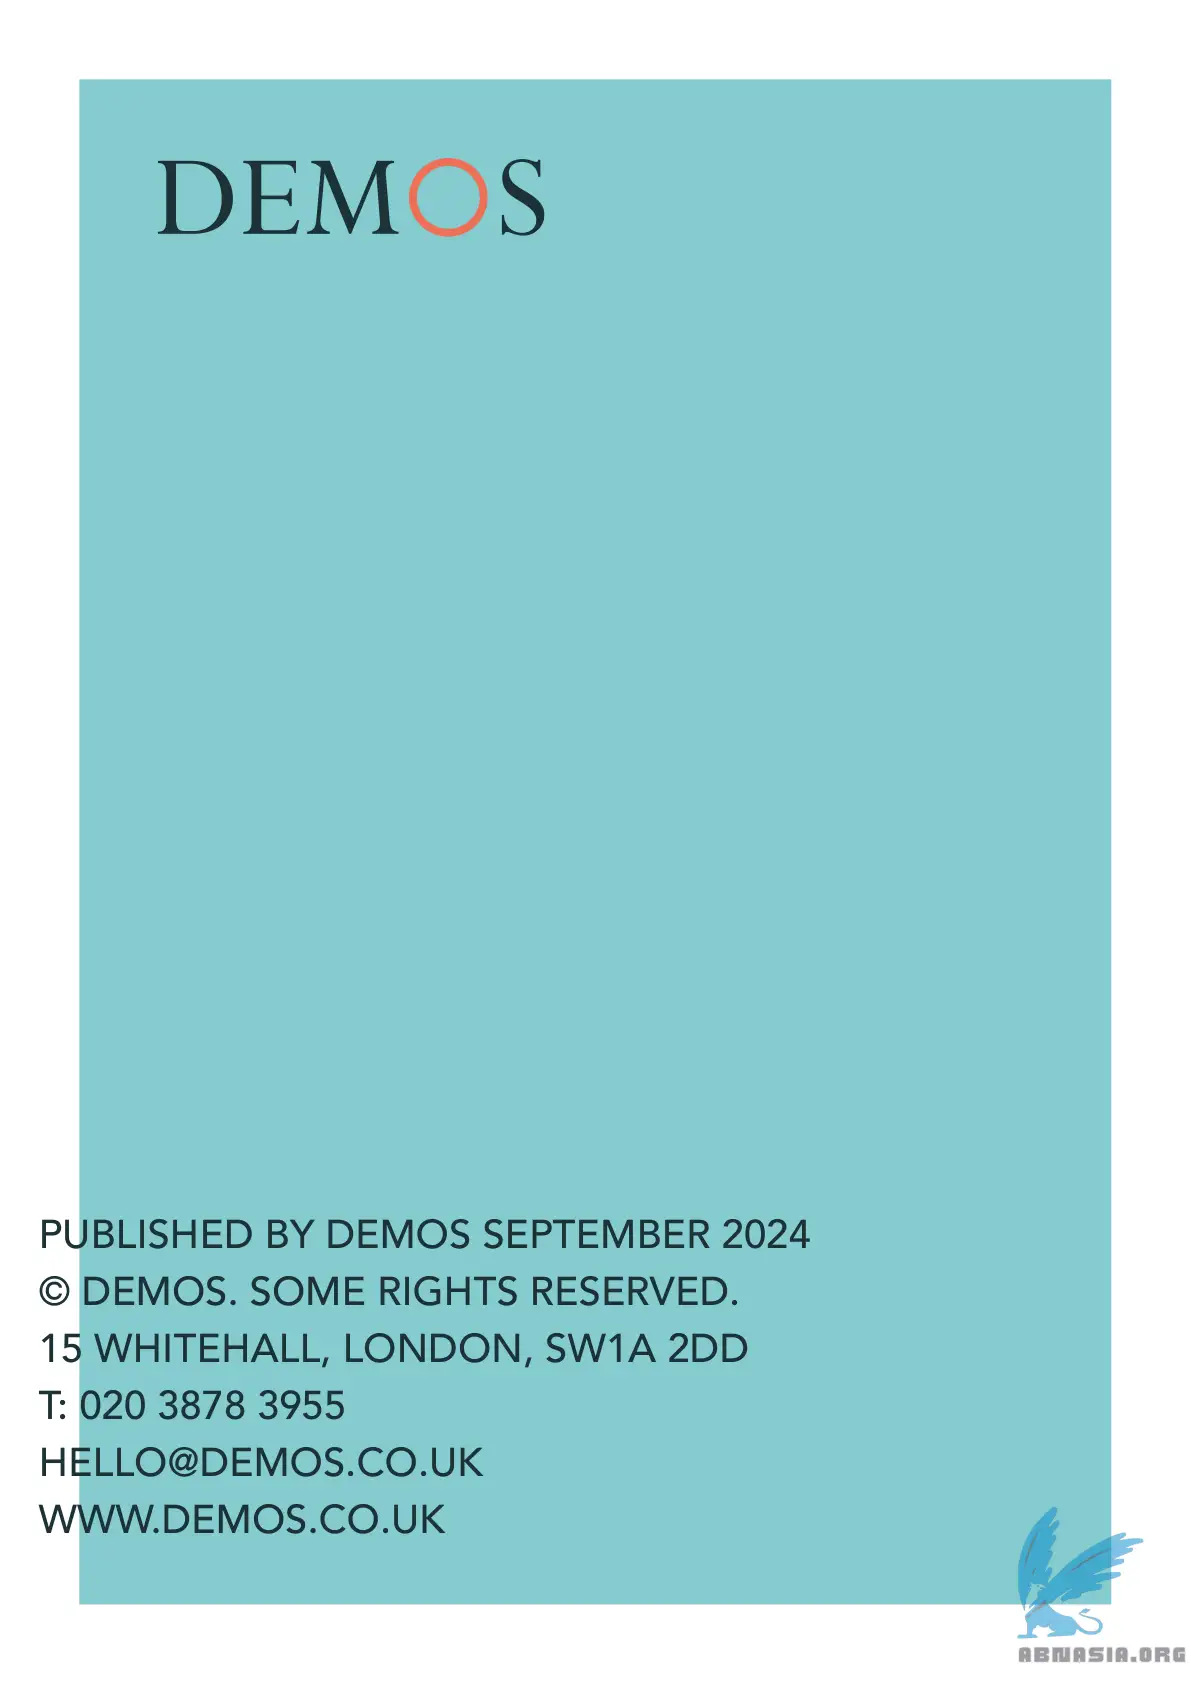 DEMOS
PUBLISHED BY DEMOS SEPTEMBER 2024
© DEMOS. SOME RIGHTS RESERVED.
15 WHITEHALL, LONDON, SW1A 2DD
T: 020 3878 3955
HELLO@DEMOS.CO.UK
WWW.DEMOS.CO.UK
ABNASIA.ORG